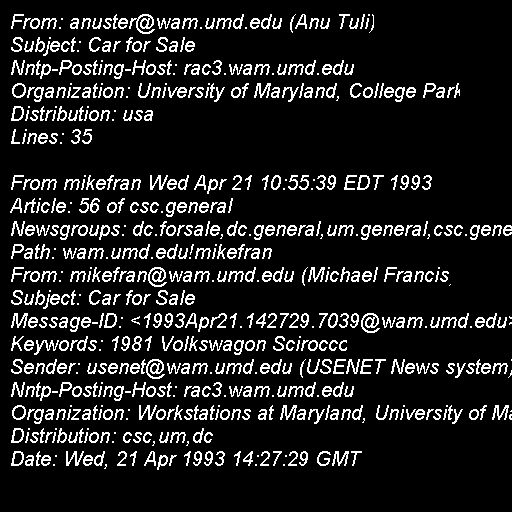 From: anuster@wam.umd.edu (Anu Tuli)
Subject: Car for Sale
Nntp-Posting-Host: rac3.wam.umd.edu
Organization: University of Maryland, College Park
Distribution: usa
Lines: 35

From mikefran Wed Apr 21 10:55:39 EDT 1993
Article: 56 of csc.general
Newsgroups: dc.forsale,dc.general,um.general,csc.gene
Path: wam.umd.edu!mikefran
From: mikefran@wam.umd.edu (Michael Francis)
Subject: Car for Sale
Message-ID: <1993Apr21.142729.7039@wam.umd.edu>
Keywords: 1981 Volkswagon Scirocco
Sender: usenet@wam.umd.edu (USENET News system)
Nntp-Posting-Host: rac3.wam.umd.edu
Organization: Workstations at Maryland, University of Ma
Distribution: csc,um,dc
Date: Wed, 21 Apr 1993 14:27:29 GMT